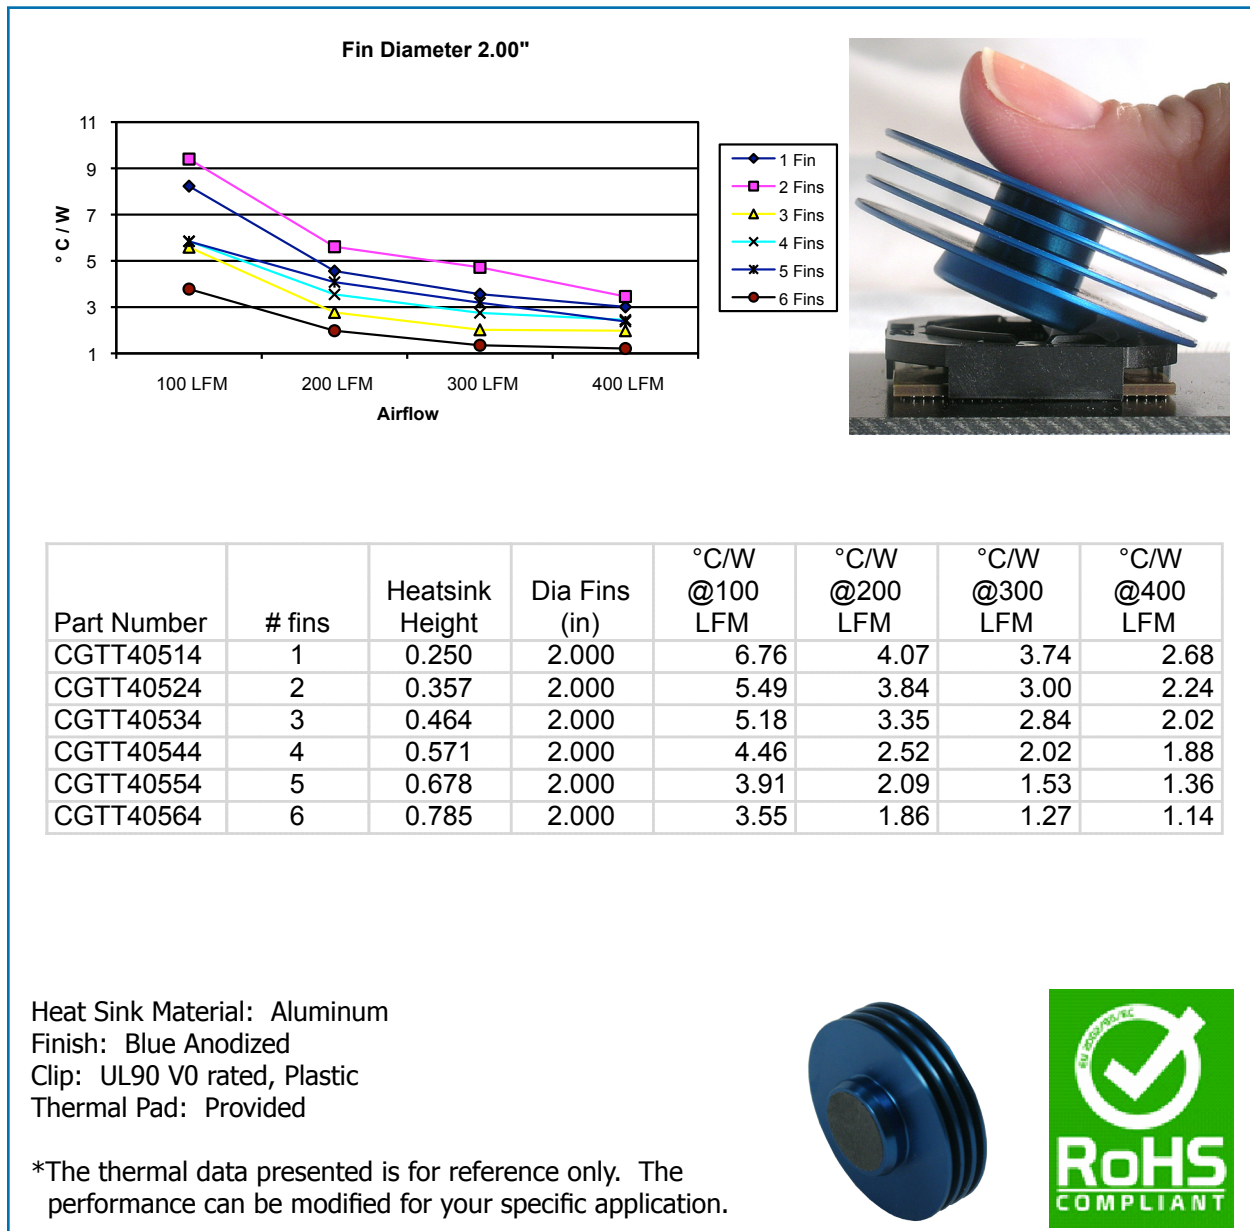 Fin Diameter 2.00"
11
9
7
5
3
1
° C / W
100 LFM 200 LFM 300 LFM 400 LFM
Airflow
1 Fin
2 Fins
3 Fins
4 Fins
5 Fins
6 Fins
Part Number # fins Heatsink Height Dia Fins (in) °C/W @100 LFM °C/W @200 LFM °C/W @300 LFM °C/W @400 LFM
CGTT40514 1 0.250 2.000 6.76 4.07 3.74 2.68
CGTT40524 2 0.357 2.000 5.49 3.84 3.00 2.24
CGTT40534 3 0.464 2.000 5.18 3.35 2.84 2.02
CGTT40544 4 0.571 2.000 4.46 2.52 2.02 1.88
CGTT40554 5 0.678 2.000 3.91 2.09 1.53 1.36
CGTT40564 6 0.785 2.000 3.55 1.86 1.27 1.14
Heat Sink Material: Aluminum
Finish: Blue Anodized
Clip: UL90 V0 rated, Plastic
Thermal Pad: Provided
*The thermal data presented is for reference only. The
performance can be modified for your specific application.
EU 2002/95/EC
RoHS
COMPLIANT